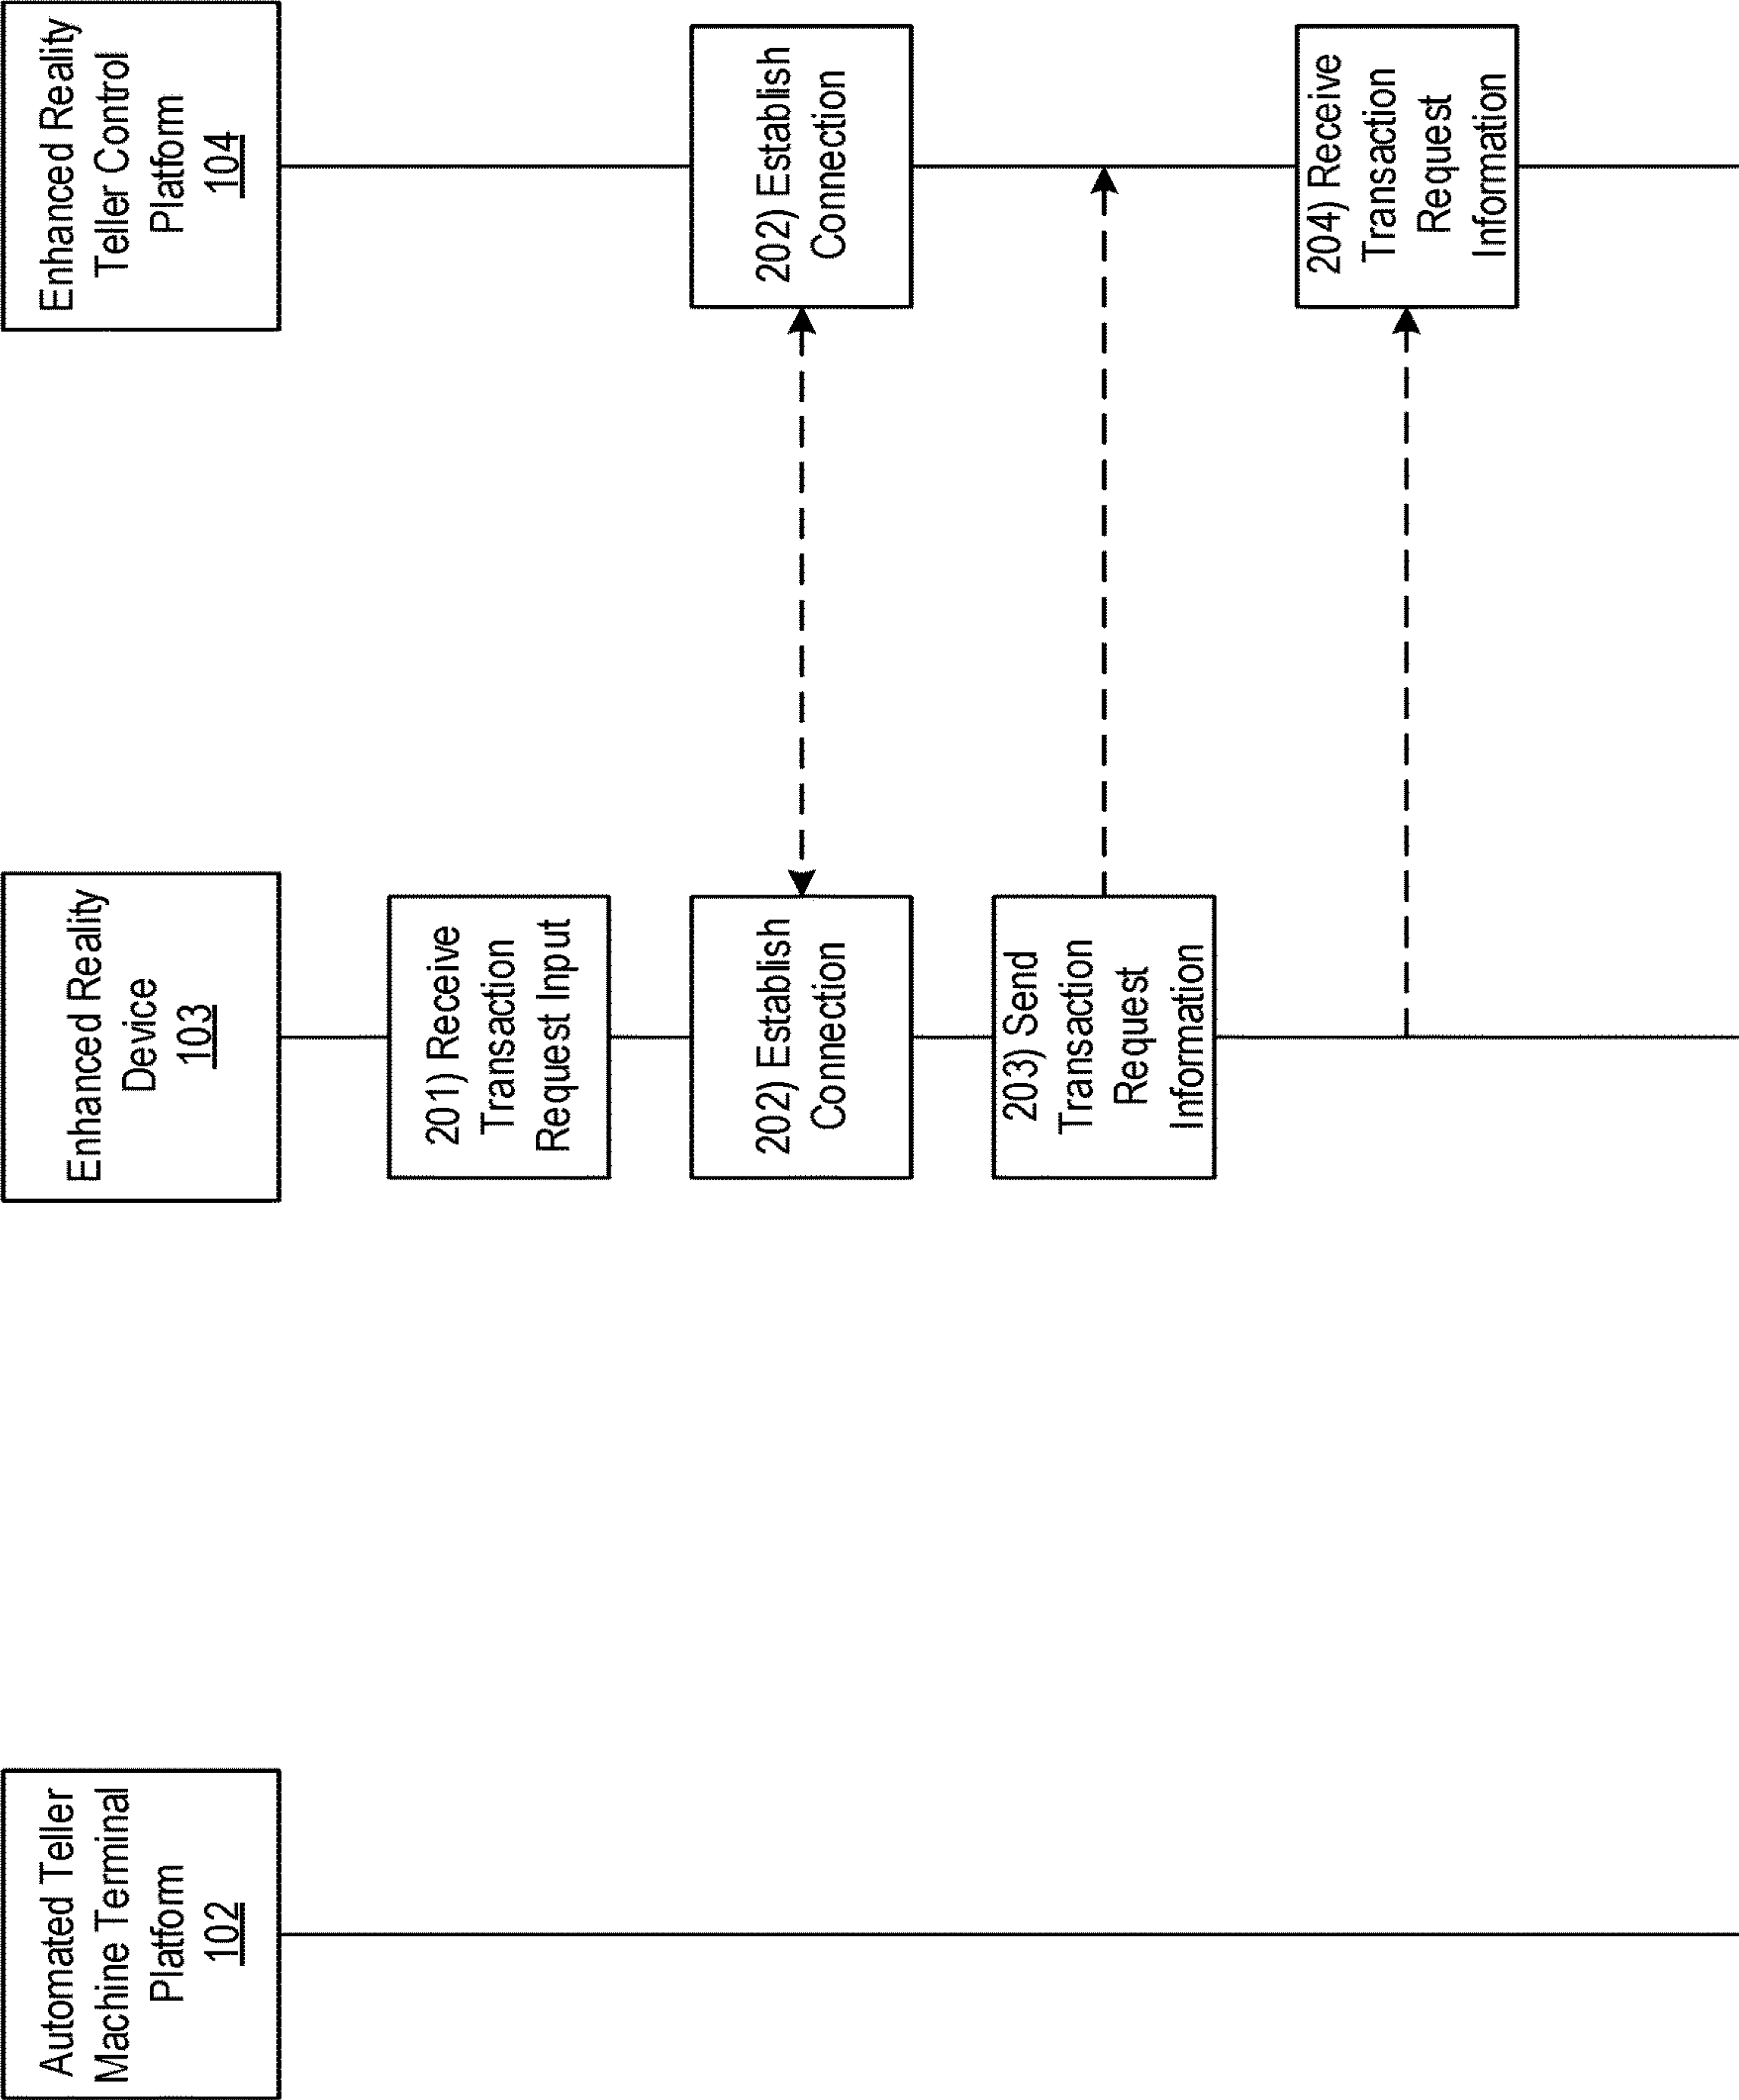 Automated Teller
Machine Terminal
Platform
102
Enhanced Reality
Device
103
Enhanced Reality
Teller Control
Platform
104
201) Receive
Transaction
Request Input
202) Establish
Connection
202) Establish
Connection
203) Send
Transaction
Request
Information
204) Receive
Transaction
Request
Information